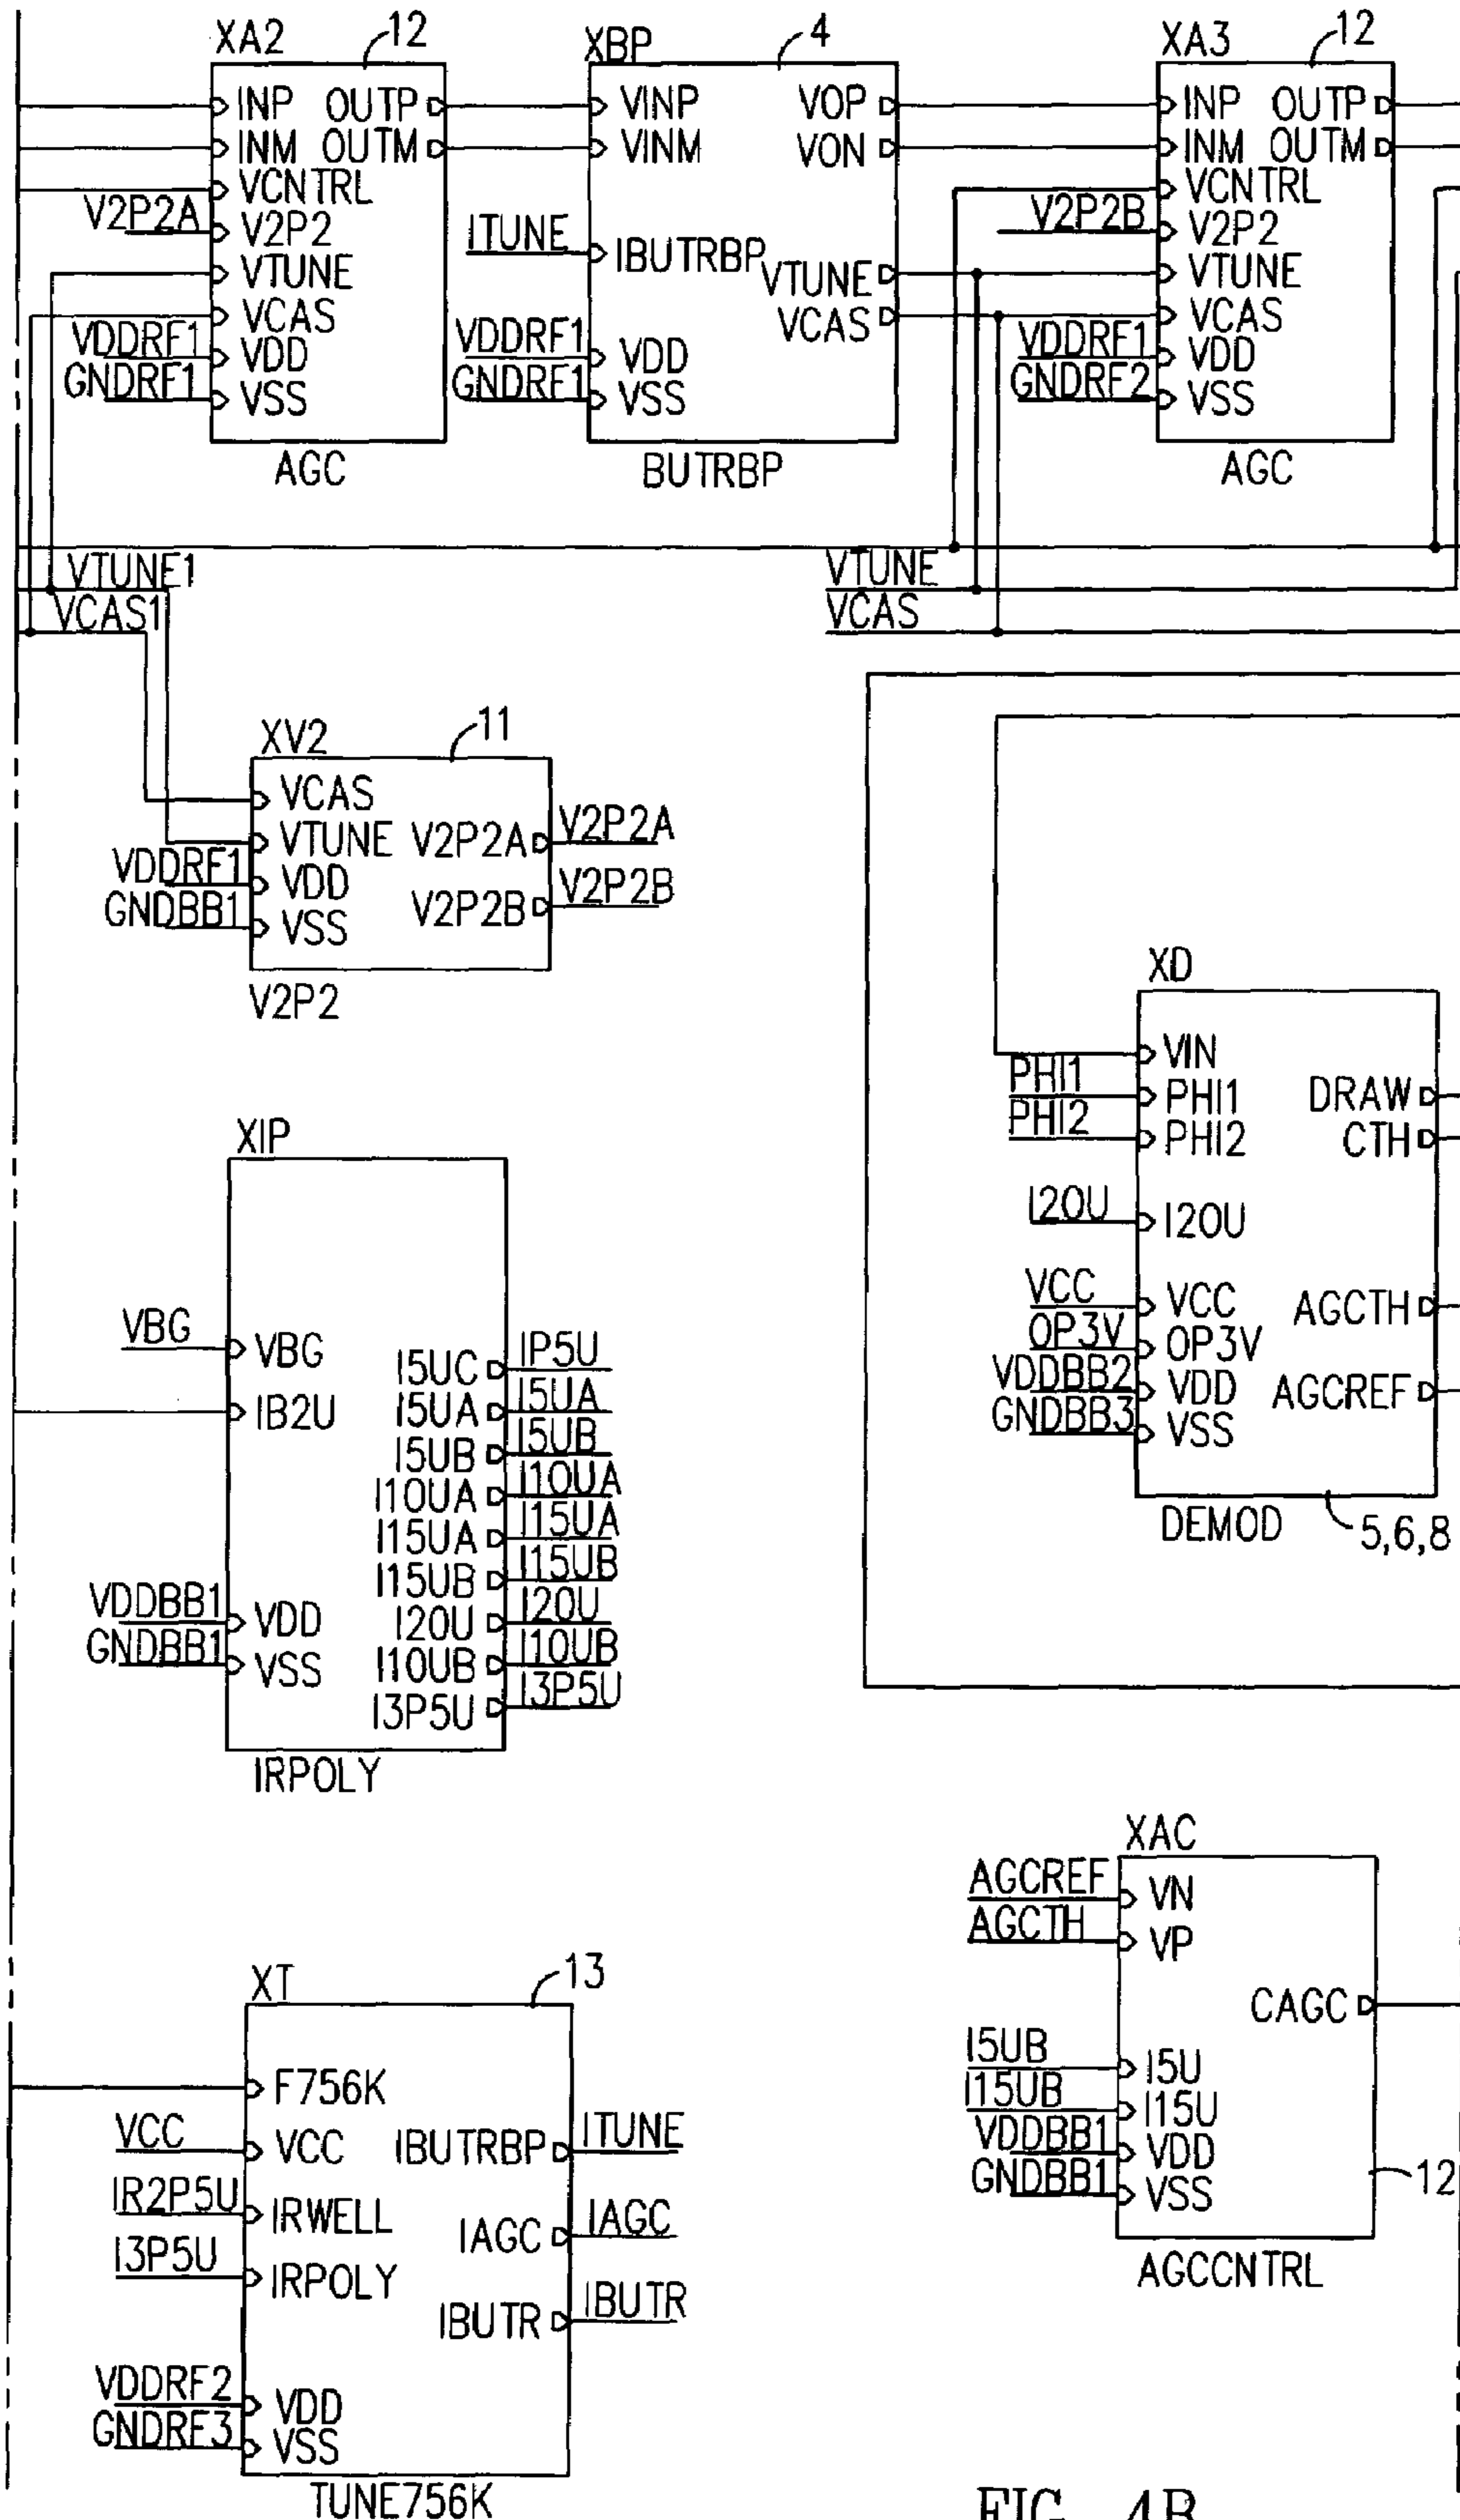 XA2
12
INP OUTP
INM OUTM
VCNTRL
V2P2A
V2P2
VTUNE
VCAS
VDDRF1
VDD
GNDRF1
VSS
AGC
XBP
4
VINP VOP
VINM VON
ITUNE
IBUTRBP
VTUNE
VCAS
VDDRF1
VDD
GNDRF1
VSS
BUTRBP
XA3
12
INP OUTP
INM OUTM
VCNTRL
V2P2B
V2P2
VTUNE
VCAS
VDDRF1
VDD
GNDRF2
VSS
AGC
VTUNE1
VCAS1
VTUNE
VCAS
XV2
11
VCAS
VTUNE V2P2A V2P2A
VDDRF1
VDD
GNDBB1
VSS
V2P2B V2P2B
V2P2
XD
VIN
PHI1
PHI1 DRAW
PHI2
PHI2 CTH
I20U
I20U
VCC
VCC AGCTH
OP3V
OP3V
VDDBB2
VDD AGCREF
GNDBB3
VSS
DEMOD
5,6,8
XIP
VBG
VBG
IB2U
I5UC IP5U
I5UA I5UA
I5UB I5UB
I10UA I10UA
I15UA I15UA
I15UB I15UB
I20U I20U
I10UB I10UB
I3P5U I3P5U
VDDBB1
VDD
GNDBB1
VSS
IRPOLY
XAC
AGCREF
VN
AGCTH
VP
CAGC
I5UB
I5U
I15UB
I15U
VDDBB1
VDD
GNDBB1
VSS
12
AGCCNTRL
XT
13
F756K
VCC
VCC IBUTRBP ITUNE
IR2P5U
IRWELL
IAGC IAGC
I3P5U
IRPOLY
IBUTR IBUTR
VDDRF2
VDD
GNDRF3
VSS
TUNE756K
FIG. 4B